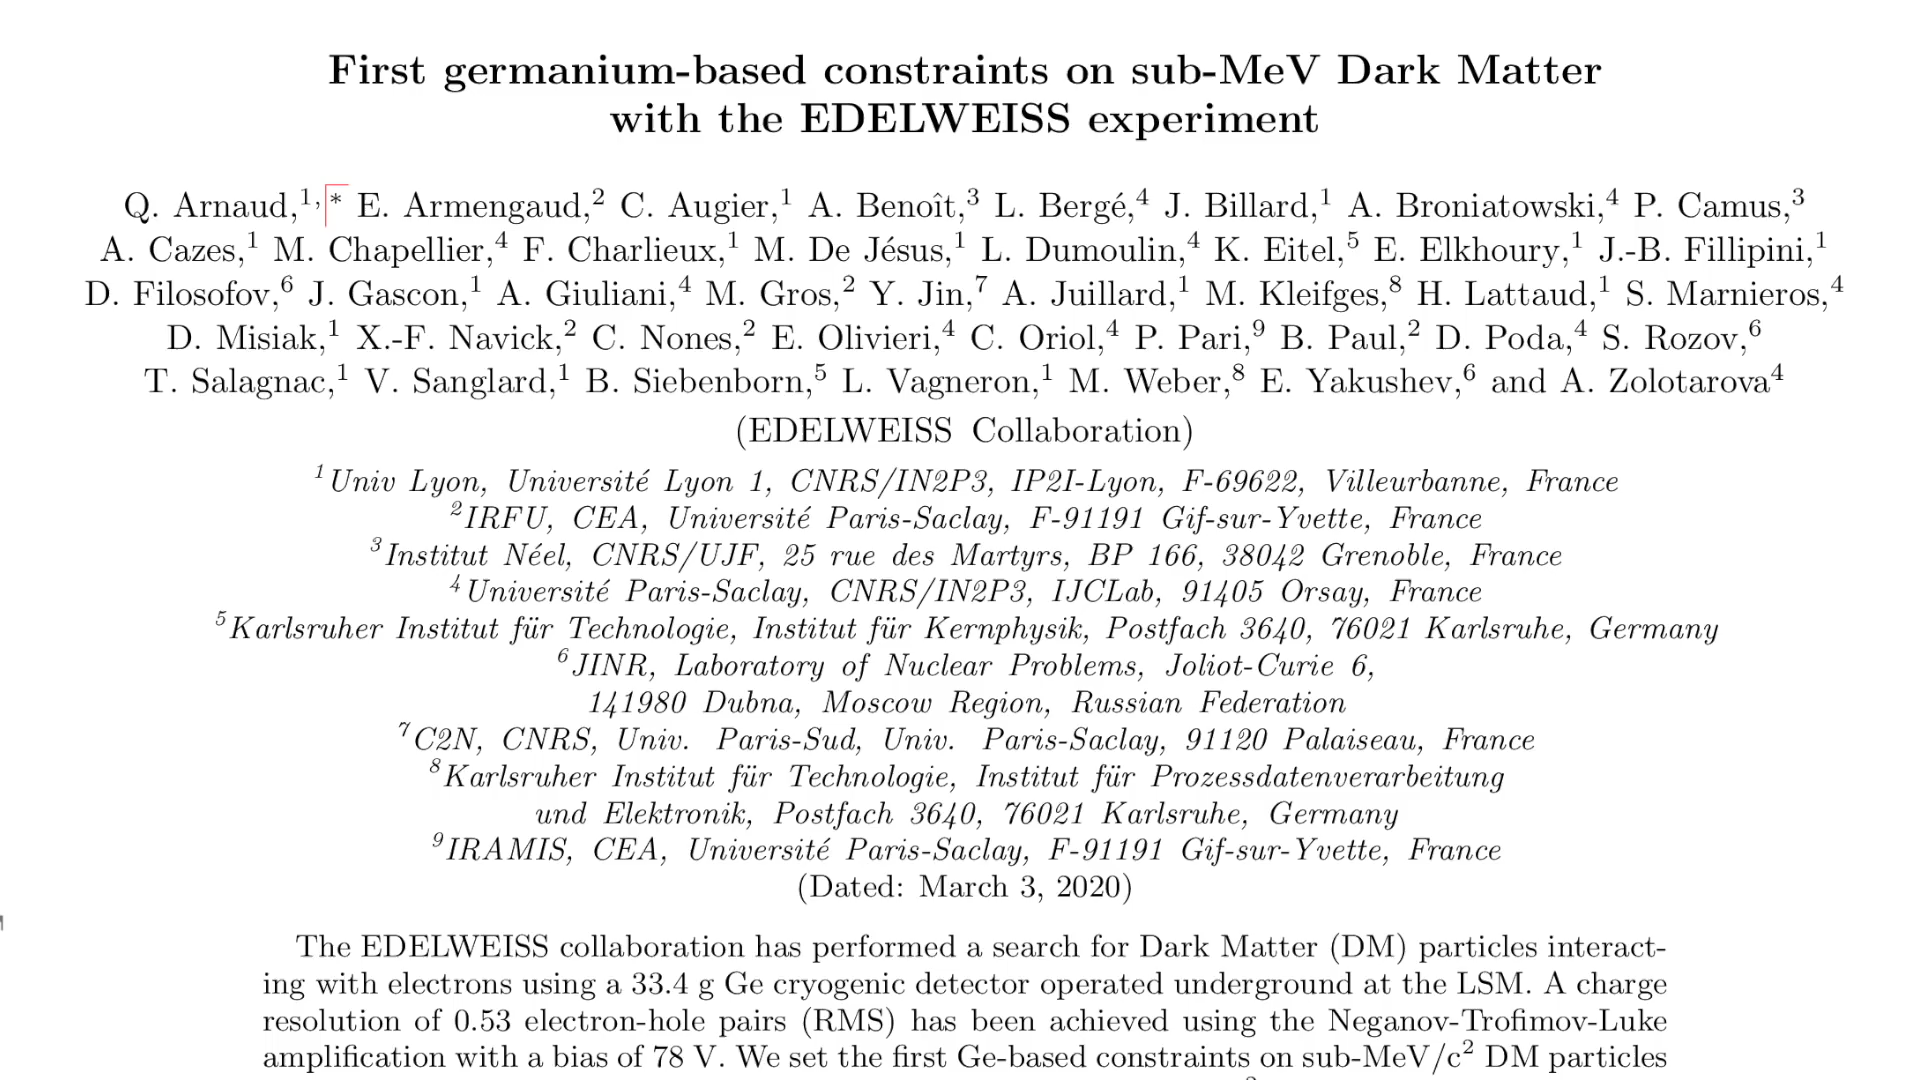 First germanium-based constraints on sub-MeV Dark Matter
with the EDELWEISS experiment
Q. Arnaud,1,* E. Armengaud,2 C. Augier,1 A. Benoît,3 L. Bergé,4 J. Billard,1 A. Broniatowski,4 P. Camus,3
A. Cazes,1 M. Chapellier,4 F. Charlieux,1 M. De Jésus,1 L. Dumoulin,4 K. Eitel,5 E. Elkhoury,1 J.-B. Fillipini,1
D. Filosofov,6 J. Gascon,1 A. Giuliani,4 M. Gros,2 Y. Jin,7 A. Juillard,1 M. Kleifges,8 H. Lattaud,1 S. Marnieros,4
D. Misiak,1 X.-F. Navick,2 C. Nones,2 E. Olivieri,4 C. Oriol,4 P. Pari,9 B. Paul,2 D. Poda,4 S. Rozov,6
T. Salagnac,1 V. Sanglard,1 B. Siebenborn,5 L. Vagneron,1 M. Weber,8 E. Yakushev,6 and A. Zolotarova4
(EDELWEISS Collaboration)
1Univ Lyon, Université Lyon 1, CNRS/IN2P3, IP2I-Lyon, F-69622, Villeurbanne, France
2IRFU, CEA, Université Paris-Saclay, F-91191 Gif-sur-Yvette, France
3Institut Néel, CNRS/UJF, 25 rue des Martyrs, BP 166, 38042 Grenoble, France
4Université Paris-Saclay, CNRS/IN2P3, IJCLab, 91405 Orsay, France
5Karlsruher Institut für Technologie, Institut für Kernphysik, Postfach 3640, 76021 Karlsruhe, Germany
6JINR, Laboratory of Nuclear Problems, Joliot-Curie 6,
141980 Dubna, Moscow Region, Russian Federation
7C2N, CNRS, Univ. Paris-Sud, Univ. Paris-Saclay, 91120 Palaiseau, France
8Karlsruher Institut für Technologie, Institut für Prozessdatenverarbeitung
und Elektronik, Postfach 3640, 76021 Karlsruhe, Germany
9IRAMIS, CEA, Université Paris-Saclay, F-91191 Gif-sur-Yvette, France
(Dated: March 3, 2020)
The EDELWEISS collaboration has performed a search for Dark Matter (DM) particles interact-
ing with electrons using a 33.4 g Ge cryogenic detector operated underground at the LSM. A charge
resolution of 0.53 electron-hole pairs (RMS) has been achieved using the Neganov-Trofimov-Luke
amplification with a bias of 78 V. We set the first Ge-based constraints on sub-MeV/c2 DM particles